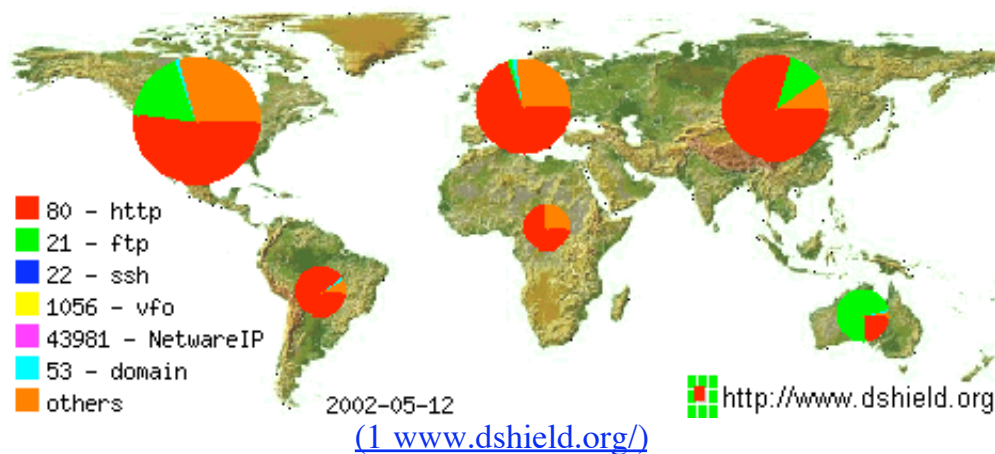 80 - http
21 - ftp
22 - ssh
1056 - vfo
43981 - NetwareIP
53 - domain
others
2002-05-12
http://www.dshield.org
(1 www.dshield.org/)